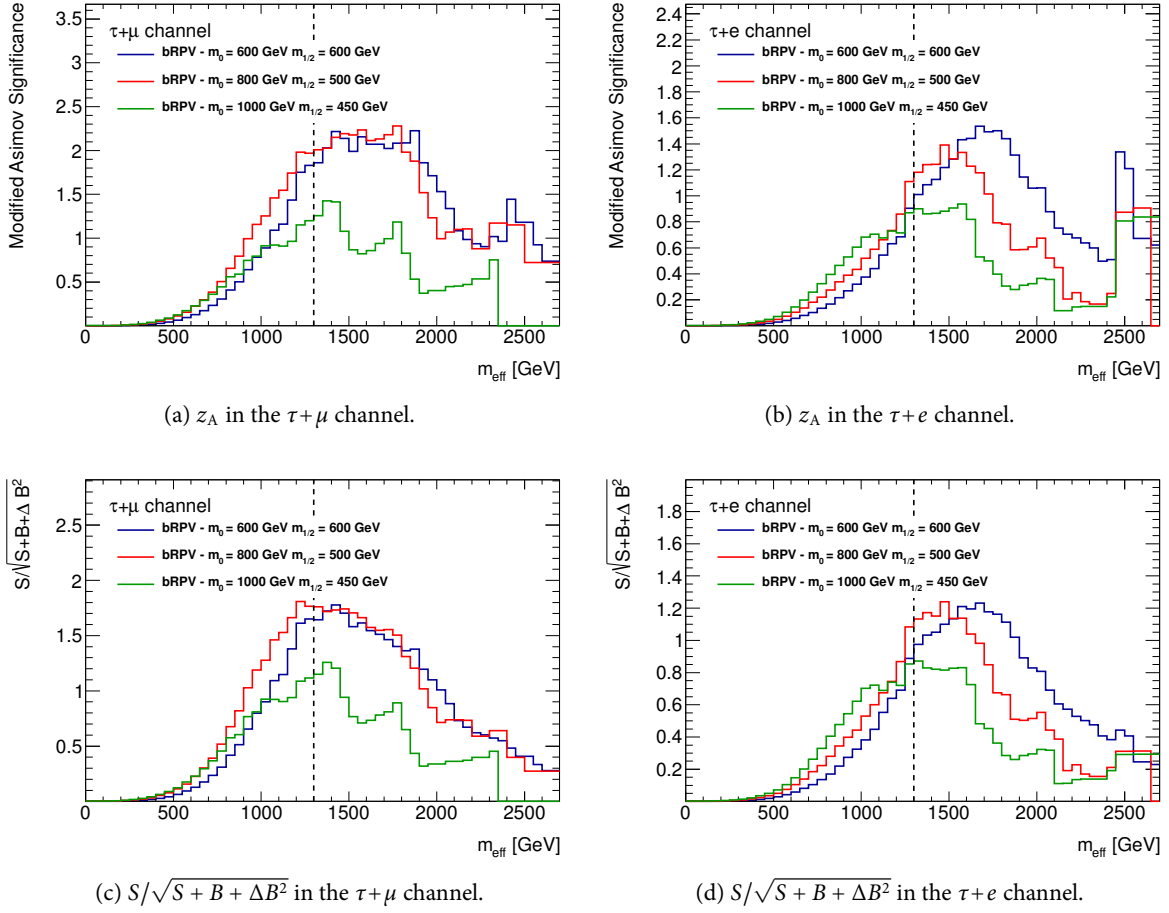 Modified Asimov Significance
3.5
3
2.5
2
1.5
1
0.5
τ+μ channel
bRPV - m0 = 600 GeV m1/2 = 600 GeV
bRPV - m0 = 800 GeV m1/2 = 500 GeV
bRPV - m0 = 1000 GeV m1/2 = 450 GeV
0 500 1000 1500 2000 2500
meff [GeV]
(a) zA in the τ+μ channel.
Modified Asimov Significance
2.4
2.2
2
1.8
1.6
1.4
1.2
1
0.8
0.6
0.4
0.2
τ+e channel
bRPV - m0 = 600 GeV m1/2 = 600 GeV
bRPV - m0 = 800 GeV m1/2 = 500 GeV
bRPV - m0 = 1000 GeV m1/2 = 450 GeV
0 500 1000 1500 2000 2500
meff [GeV]
(b) zA in the τ+e channel.
S/√S+B+Δ B²
2.5
2
1.5
1
0.5
τ+μ channel
bRPV - m0 = 600 GeV m1/2 = 600 GeV
bRPV - m0 = 800 GeV m1/2 = 500 GeV
bRPV - m0 = 1000 GeV m1/2 = 450 GeV
0 500 1000 1500 2000 2500
meff [GeV]
(c) S/√S + B + ΔB² in the τ+μ channel.
S/√S+B+Δ B²
1.8
1.6
1.4
1.2
1
0.8
0.6
0.4
0.2
τ+e channel
bRPV - m0 = 600 GeV m1/2 = 600 GeV
bRPV - m0 = 800 GeV m1/2 = 500 GeV
bRPV - m0 = 1000 GeV m1/2 = 450 GeV
0 500 1000 1500 2000 2500
meff [GeV]
(d) S/√S + B + ΔB² in the τ+e channel.